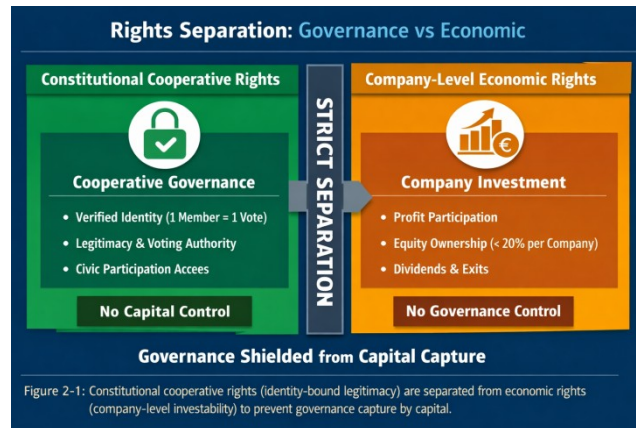 Rights Separation: Governance vs Economic
Constitutional Cooperative Rights
Cooperative Governance
• Verified Identity (1 Member = 1 Vote)
• Legitimacy & Voting Authority
• Civic Participation Accees
No Capital Control
STRICT SEPARATION
Company-Level Economic Rights
€
Company Investment
• Profit Participation
• Equity Ownership (< 20% per Company)
• Dividends & Exits
No Governance Control
Governance Shielded from Capital Capture
Figure 2-1: Constitutional cooperative rights (identity-bound legitimacy) are separated from economic rights
(company-level investability) to prevent governance capture by capital.